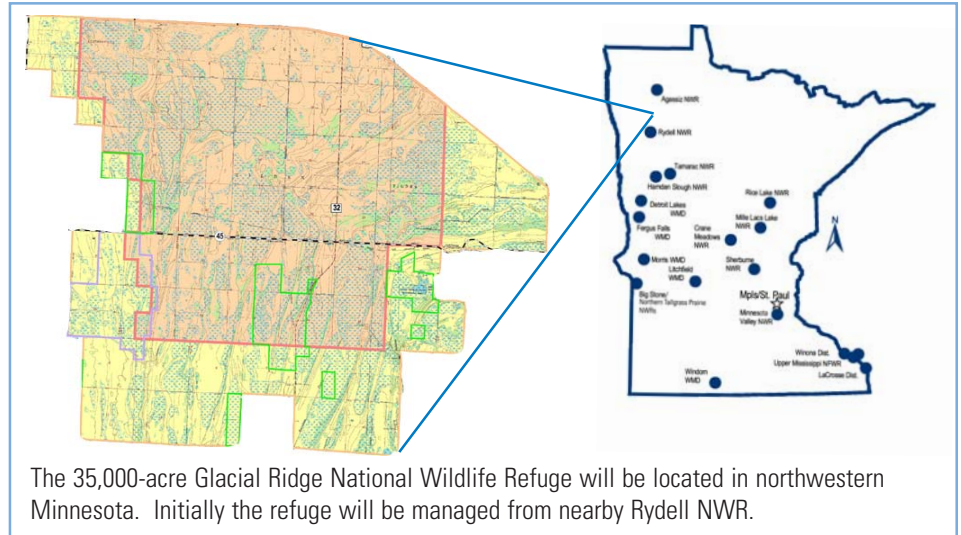 Agassiz NWR
Rydell NWR
Tamarac NWR
Hamden Slough NWR
Rice Lake NWR
Detroit Lakes
WMD
Mille Lacs Lake
NWR
Fergus Falls
WMD
Crane
Meadows
NWR
N
32
45
Morris WMD
Litchfield
WMD
Sherburne
NWR
Big Stone/
Northern Tallgrass Prairie
NWRs
Mpls/St. Paul
Minnesota
Valley NWR
Winona Dist.
Upper Mississippi NFWR
LaCrosse Dist.
Windom
WMD
The 35,000-acre Glacial Ridge National Wildlife Refuge will be located in northwestern
Minnesota. Initially the refuge will be managed from nearby Rydell NWR.